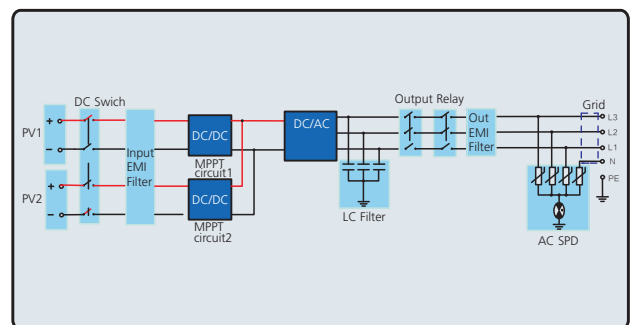 DC Swich
Output Relay
Grid
PV1
+
−
Input
EMI
Filter
DC/DC
MPPT
circuit1
DC/AC
Out
EMI
Filter
L3
L2
L1
N
PE
PV2
+
−
DC/DC
MPPT
circuit2
LC Filter
AC SPD